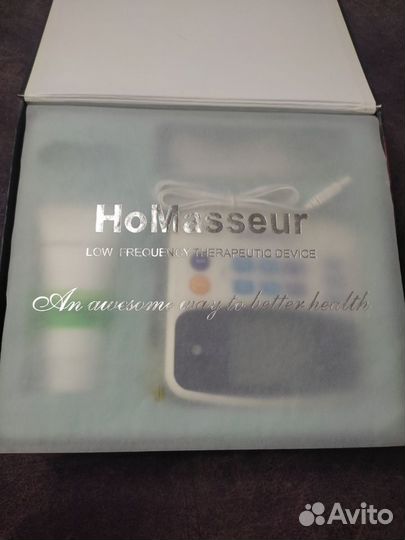 HoMasseur
LOW FREQUENCY THERAPEUTIC DEVICE
An awesome way to better health
Avito